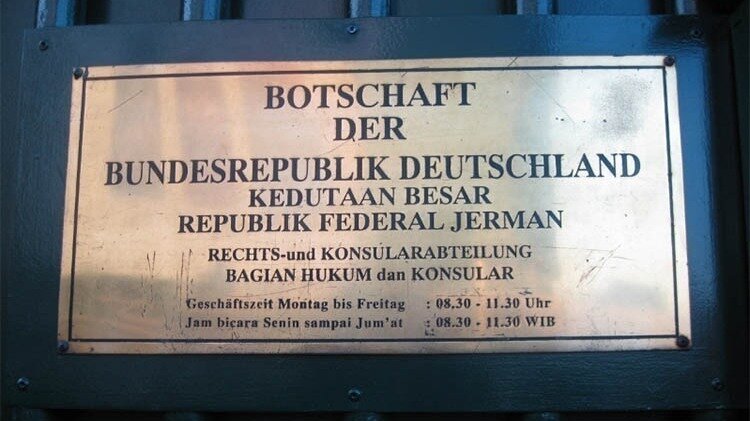 BOTSCHAFT
DER
BUNDESREPUBLIK DEUTSCHLAND
KEDUTAAN BESAR
REPUBLIK FEDERAL JERMAN
RECHTS-und KONSULARABTEILUNG
BAGIAN HUKUM dan KONSULAR
Geschäftszeit Montag bis Freitag : 08.30 - 11.30 Uhr
Jam bicara Senin sampai Jum'at : 08.30 - 11.30 WIB